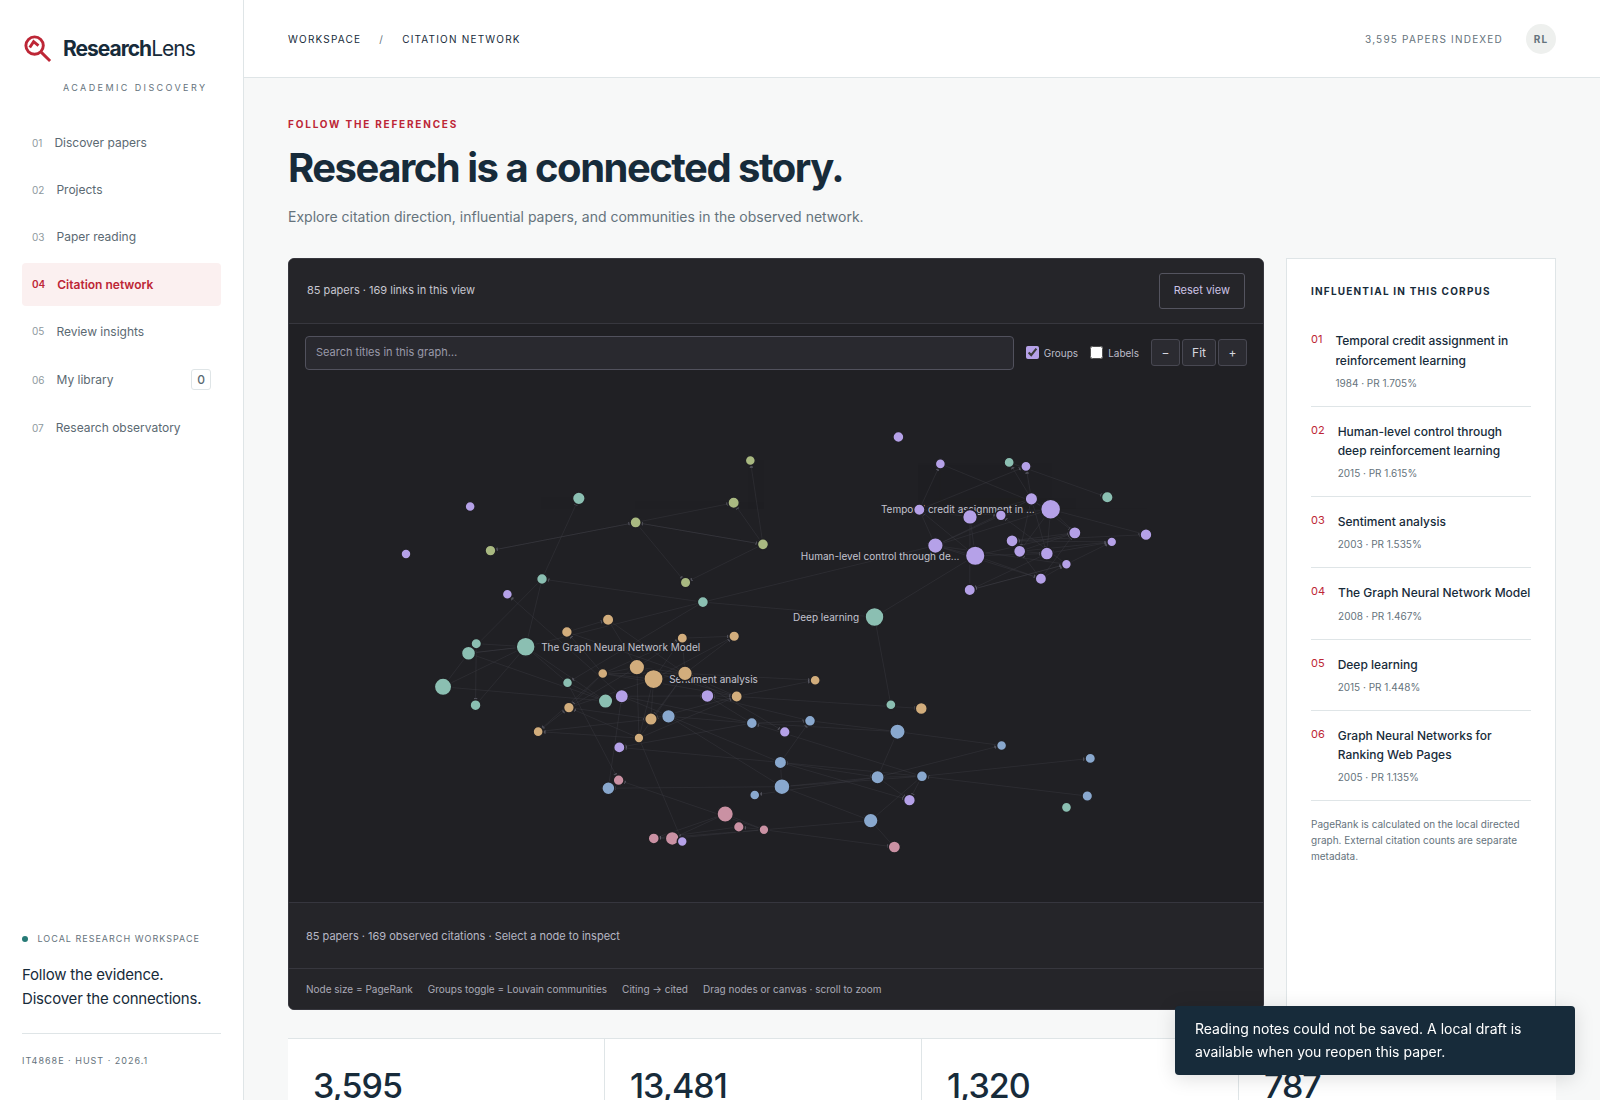 ResearchLens
ACADEMIC DISCOVERY
01 Discover papers
02 Projects
03 Paper reading
04 Citation network
05 Review insights
06 My library 0
07 Research observatory
LOCAL RESEARCH WORKSPACE
Follow the evidence.
Discover the connections.
IT4868E · HUST · 2026.1
WORKSPACE / CITATION NETWORK
3,595 PAPERS INDEXED RL
FOLLOW THE REFERENCES
Research is a connected story.
Explore citation direction, influential papers, and communities in the observed network.
85 papers · 169 links in this view
Reset view
Search titles in this graph...
Groups Labels − Fit +
Tempo credit assignment in ...
Human-level control through de...
Deep learning
The Graph Neural Network Model
Sentiment analysis
85 papers · 169 observed citations · Select a node to inspect
Node size = PageRank Groups toggle = Louvain communities Citing → cited Drag nodes or canvas · scroll to zoom
INFLUENTIAL IN THIS CORPUS
01 Temporal credit assignment in
reinforcement learning
1984 · PR 1.705%
02 Human-level control through
deep reinforcement learning
2015 · PR 1.615%
03 Sentiment analysis
2003 · PR 1.535%
04 The Graph Neural Network Model
2008 · PR 1.467%
05 Deep learning
2015 · PR 1.448%
06 Graph Neural Networks for
Ranking Web Pages
2005 · PR 1.135%
PageRank is calculated on the local directed
graph. External citation counts are separate
metadata.
3,595
13,481
1,320
787
Reading notes could not be saved. A local draft is
available when you reopen this paper.